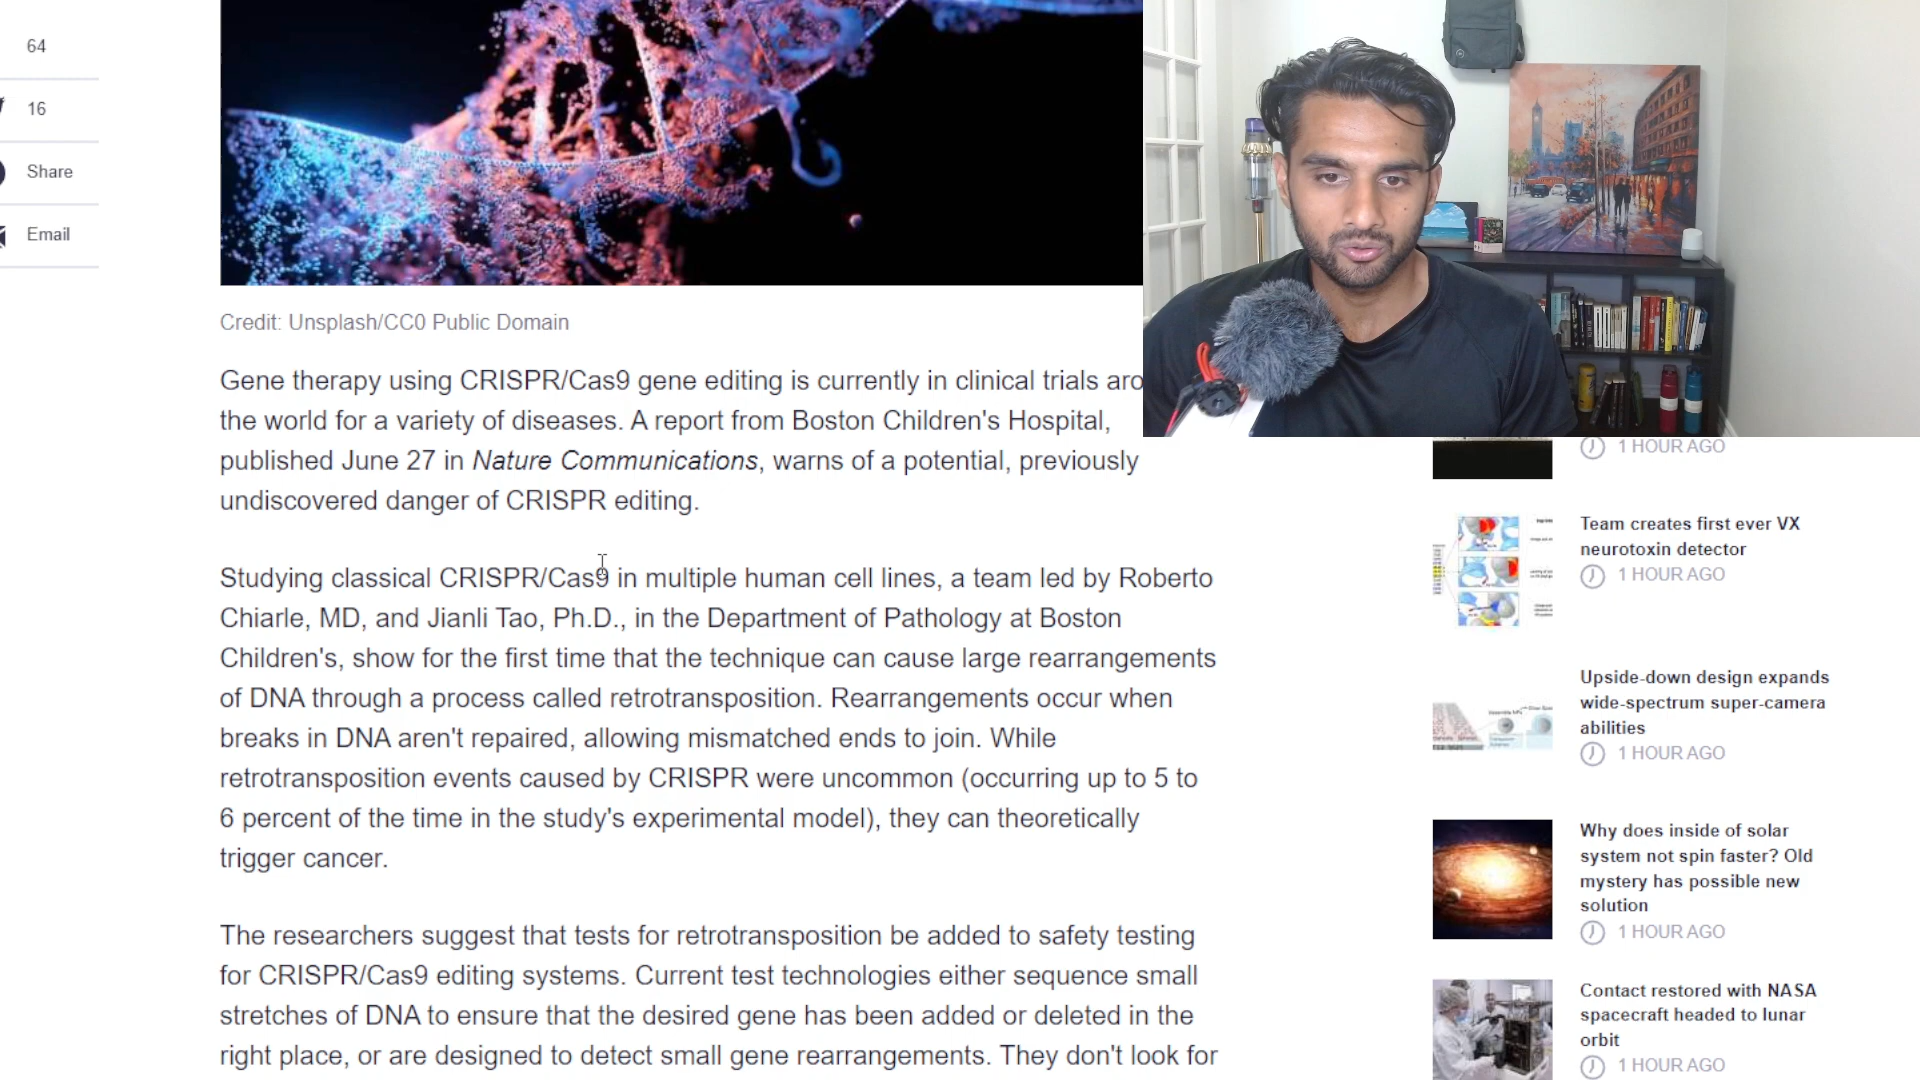 64
16
Share
Email
Credit: Unsplash/CC0 Public Domain
Gene therapy using CRISPR/Cas9 gene editing is currently in clinical trials aro
the world for a variety of diseases. A report from Boston Children's Hospital,
published June 27 in Nature Communications, warns of a potential, previously
undiscovered danger of CRISPR editing.
Studying classical CRISPR/Cas9 in multiple human cell lines, a team led by Roberto
Chiarle, MD, and Jianli Tao, Ph.D., in the Department of Pathology at Boston
Children's, show for the first time that the technique can cause large rearrangements
of DNA through a process called retrotransposition. Rearrangements occur when
breaks in DNA aren't repaired, allowing mismatched ends to join. While
retrotransposition events caused by CRISPR were uncommon (occurring up to 5 to
6 percent of the time in the study's experimental model), they can theoretically
trigger cancer.
The researchers suggest that tests for retrotransposition be added to safety testing
for CRISPR/Cas9 editing systems. Current test technologies either sequence small
stretches of DNA to ensure that the desired gene has been added or deleted in the
right place, or are designed to detect small gene rearrangements. They don't look for
1 HOUR AGO
Team creates first ever VX
neurotoxin detector
1 HOUR AGO
Upside-down design expands
wide-spectrum super-camera
abilities
1 HOUR AGO
Why does inside of solar
system not spin faster? Old
mystery has possible new
solution
1 HOUR AGO
Contact restored with NASA
spacecraft headed to lunar
orbit
1 HOUR AGO